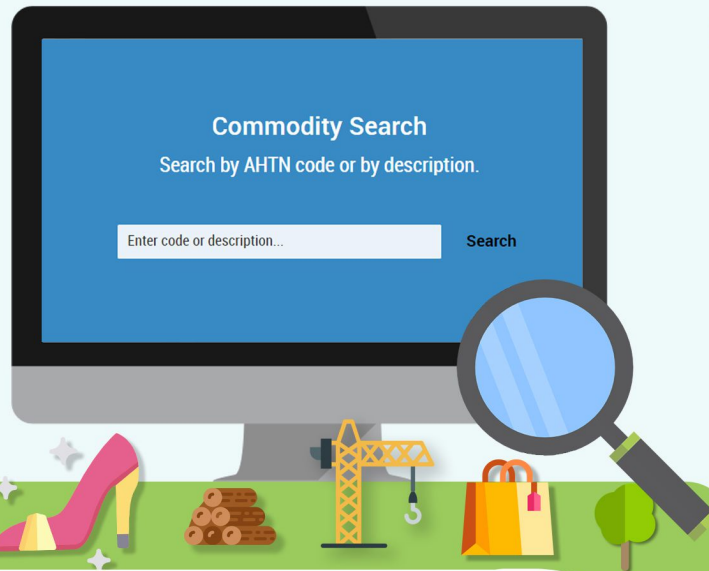 Commodity Search
Search by AHTN code or by description.
Enter code or description...
Search